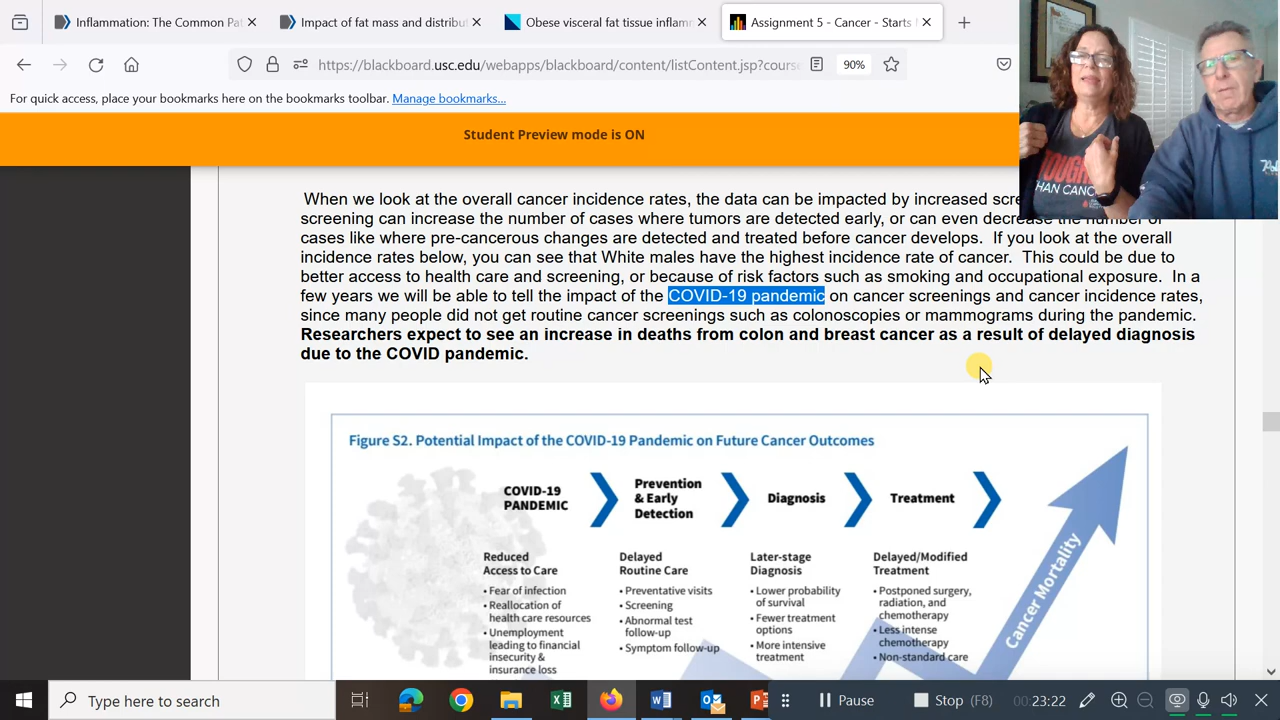 Inflammation: The Common Pa
Impact of fat mass and distribu
Obese visceral fat tissue inflamm
Assignment 5 - Cancer - Starts
https://blackboard.usc.edu/webapps/blackboard/content/listContent.jsp?cours
90%
For quick access, place your bookmarks here on the bookmarks toolbar. Manage bookmarks...
Student Preview mode is ON
THAN CANC
When we look at the overall cancer incidence rates, the data can be impacted by increased scre
screening can increase the number of cases where tumors are detected early, or can even decrease the number of
cases like where pre-cancerous changes are detected and treated before cancer develops. If you look at the overall
incidence rates below, you can see that White males have the highest incidence rate of cancer. This could be due to
better access to health care and screening, or because of risk factors such as smoking and occupational exposure. In a
few years we will be able to tell the impact of the COVID-19 pandemic on cancer screenings and cancer incidence rates,
since many people did not get routine cancer screenings such as colonoscopies or mammograms during the pandemic.
Researchers expect to see an increase in deaths from colon and breast cancer as a result of delayed diagnosis
due to the COVID pandemic.
Figure S2. Potential Impact of the COVID-19 Pandemic on Future Cancer Outcomes
COVID-19
PANDEMIC
Prevention
& Early
Detection
Diagnosis
Treatment
Reduced
Access to Care
• Fear of infection
• Reallocation of
health care resources
• Unemployment
leading to financial
insecurity &
insurance loss
Delayed
Routine Care
• Preventative visits
• Screening
• Abnormal test
follow-up
• Symptom follow-up
Later-stage
Diagnosis
• Lower probability
of survival
• Fewer treatment
options
• More intensive
treatment
Delayed/Modified
Treatment
• Postponed surgery,
radiation, and
chemotherapy
• Less intense
chemotherapy
• Non-standard care
Cancer Mortality
Type here to search
Pause
Stop (F8)
00:23:22